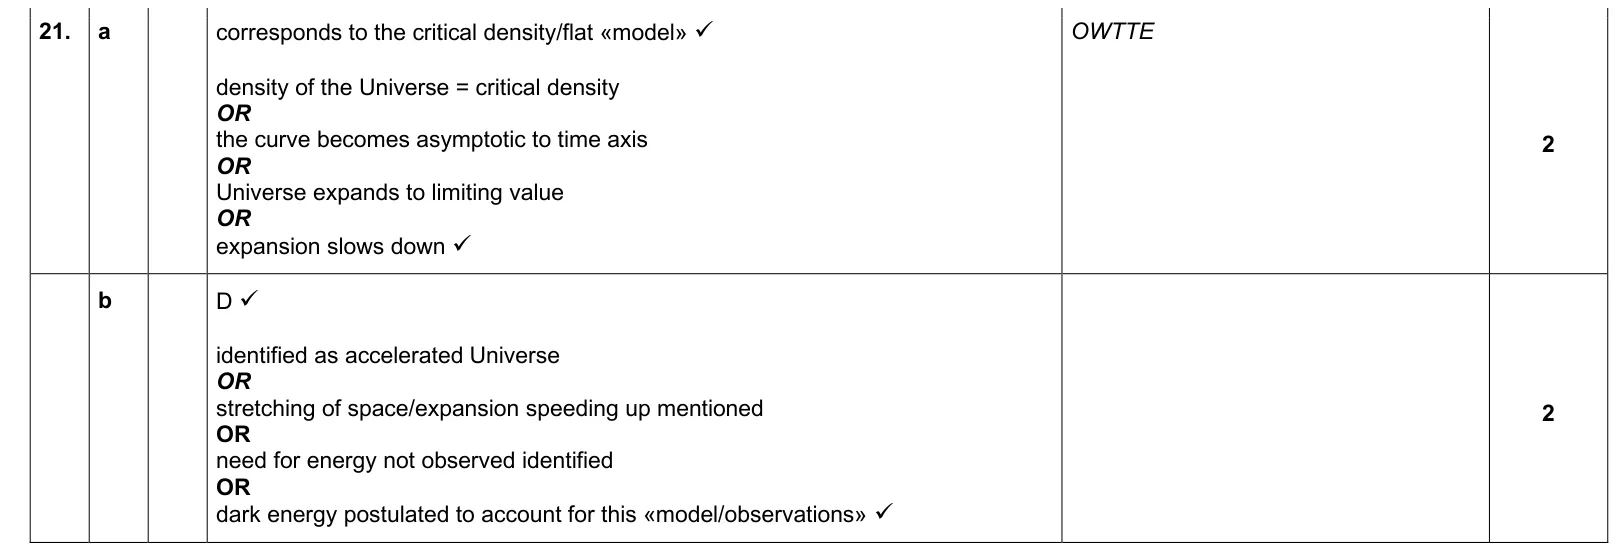 21. a corresponds to the critical density/flat «model» ✓ OWTTE
density of the Universe = critical density
OR
the curve becomes asymptotic to time axis
OR
2
Universe expands to limiting value
OR
expansion slows down ✓
b D ✓
identified as accelerated Universe
OR
stretching of space/expansion speeding up mentioned
2
OR
need for energy not observed identified
OR
dark energy postulated to account for this «model/observations» ✓